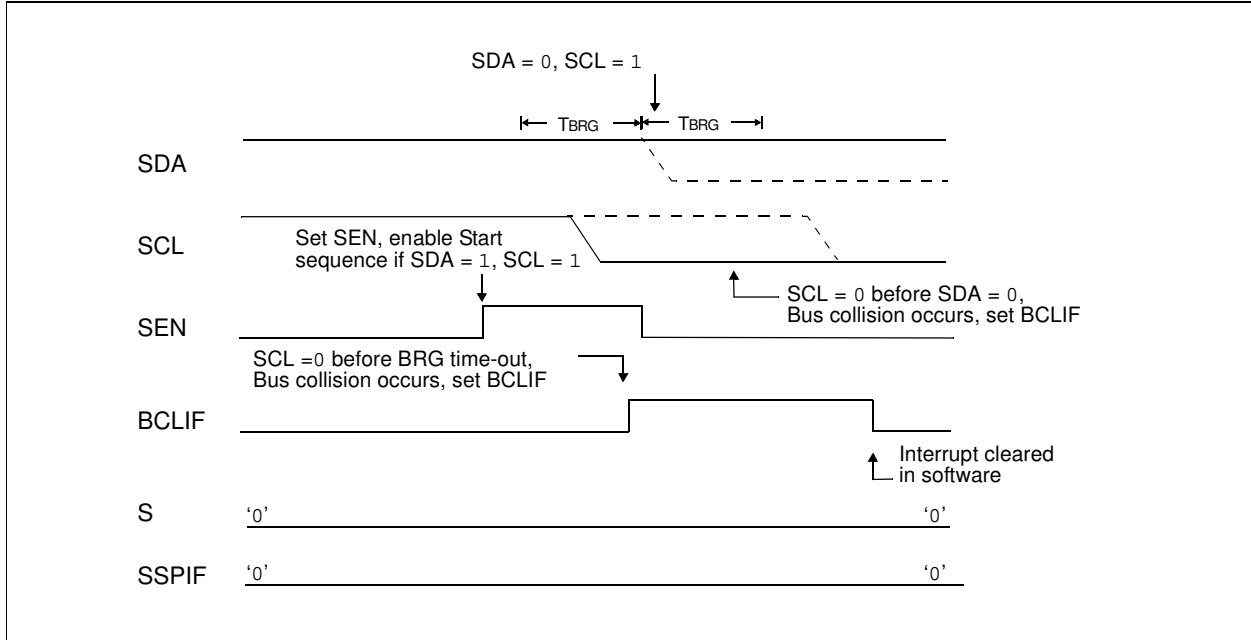 SDA = 0, SCL = 1
TBRG TBRG
SDA
SCL
Set SEN, enable Start
sequence if SDA = 1, SCL = 1
SCL = 0 before SDA = 0,
Bus collision occurs, set BCLIF
SEN
SCL =0 before BRG time-out,
Bus collision occurs, set BCLIF
BCLIF
Interrupt cleared
in software
S ‘0’ ‘0’
SSPIF ‘0’ ‘0’